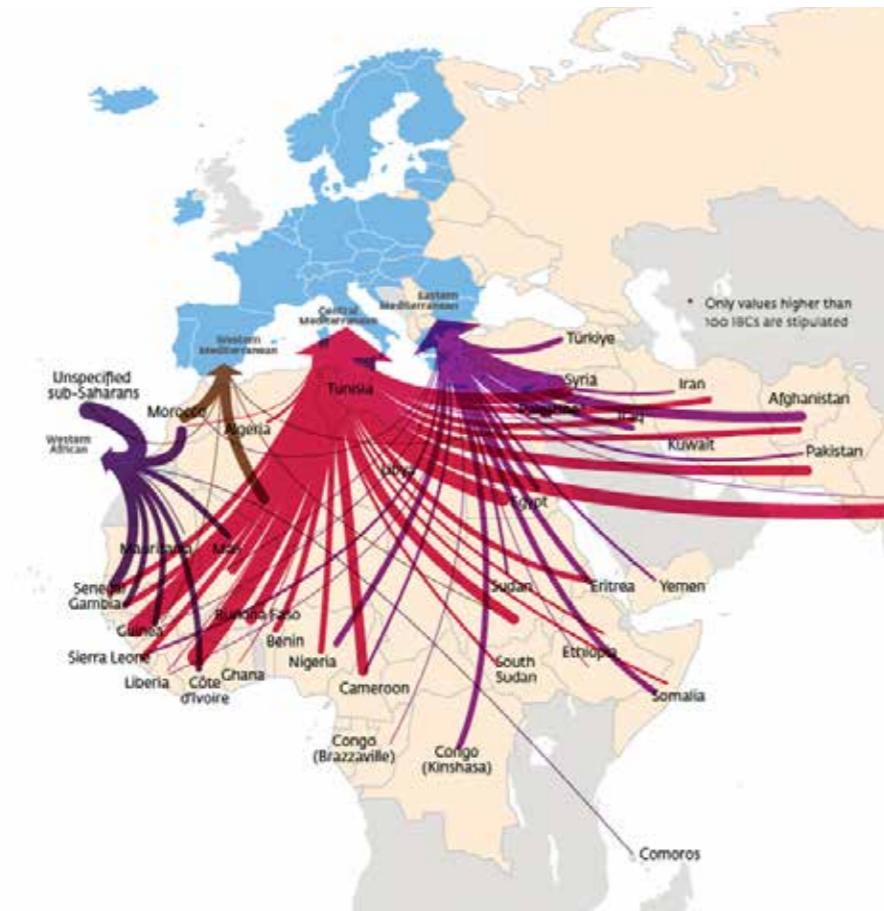 Eastern
Mediterranean
Central
Mediterranean
Western
Mediterranean
* Only values higher than
100 IBCs are stipulated
Türkiye
Unspecified
sub-Saharans
Tunisia
Syria
Iran
Afghanistan
Morocco
Algeria
Iraq
Western
African
Kuwait
Pakistan
Libya
Egypt
Mauritania
Mali
Senegal
Gambia
Sudan
Eritrea
Yemen
Guinea
Burkina Faso
Benin
Sierra Leone
Nigeria
Ethiopia
South
Sudan
Liberia
Côte
d'Ivoire
Ghana
Cameroon
Somalia
Congo
(Brazzaville)
Congo
(Kinshasa)
Comoros